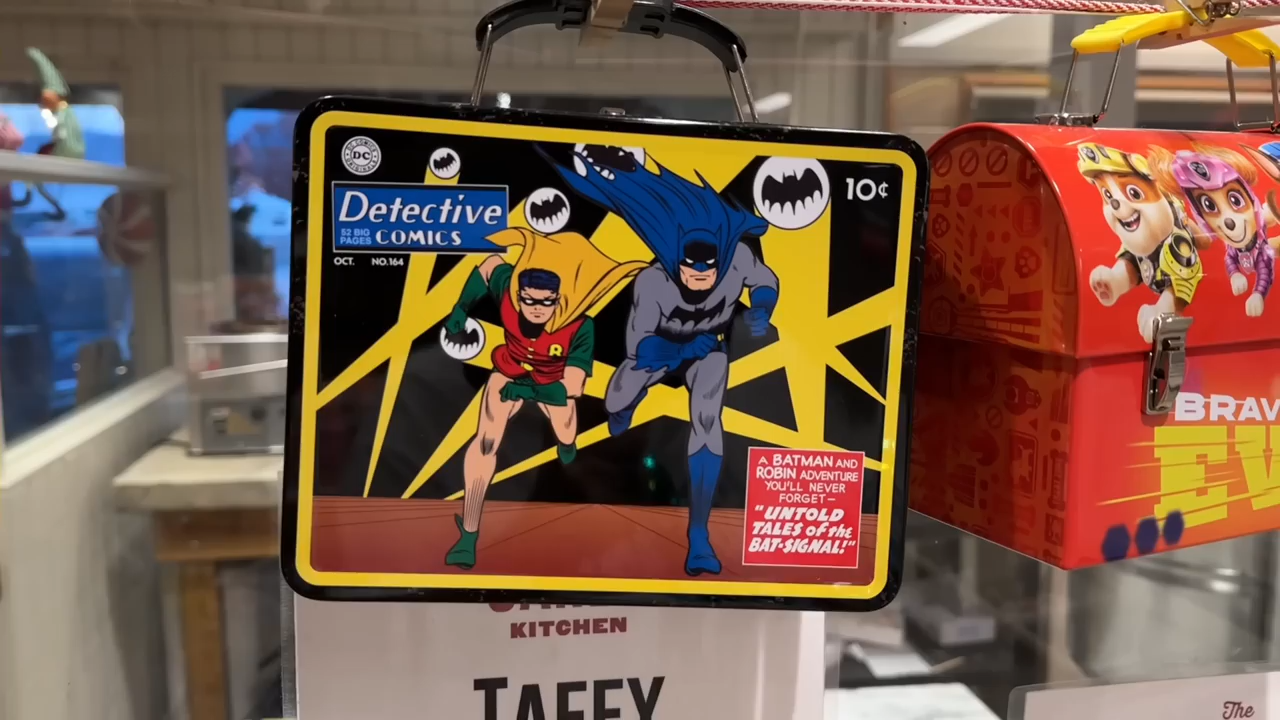 DC
Detective
52 BIG
PAGES
COMICS
OCT. NO.164
10¢
R
A BATMAN AND
ROBIN ADVENTURE
YOU'LL NEVER
FORGET—
"UNTOLD
TALES of the
BAT-SIGNAL!"
BRAV
EV
KITCHEN
TAFFY
The